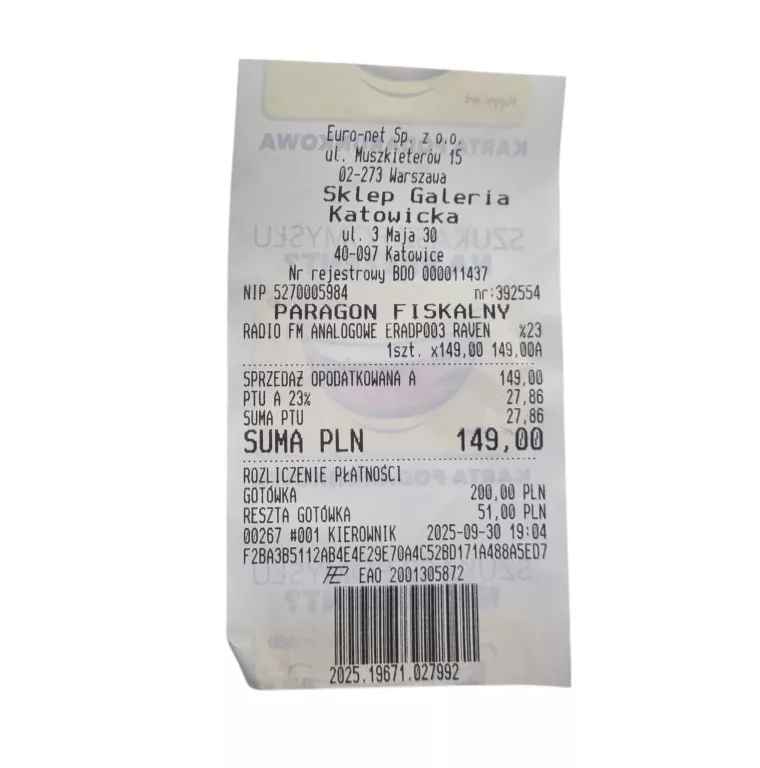 Euro-net Sp. z o.o.
ul. Muszkieterów 15
02-273 Warszawa
Sklep Galeria
Katowicka
ul. 3 Maja 30
40-097 Katowice
Nr rejestrowy BDO 000011437
NIP 5270005984 nr:392554
PARAGON FISKALNY
RADIO FM ANALOGOWE ERADP003 RAVEN %23
1szt. x149,00 149,00A
SPRZEDAŻ OPODATKOWANA A 149,00
PTU A 23% 27,86
SUMA PTU 27,86
SUMA PLN 149,00
ROZLICZENIE PŁATNOŚCI
GOTÓWKA 200,00 PLN
RESZTA GOTÓWKA 51,00 PLN
00267 #001 KIEROWNIK 2025-09-30 19:04
F2BA3B5112AB4E4E29E70A4C52BD171A488A5ED7
EAO 2001305872
2025.19671.027992